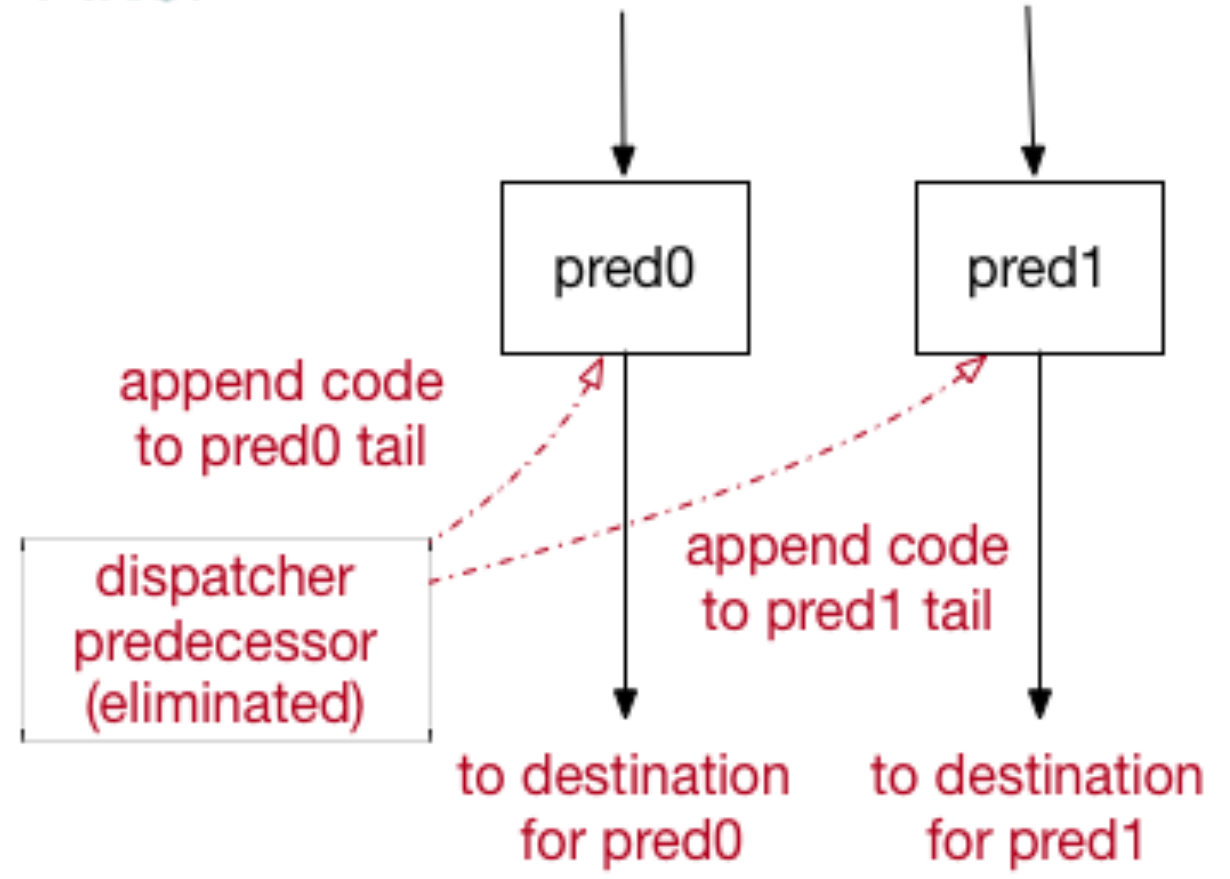 pred0
pred1
append code
to pred0 tail
append code
to pred1 tail
dispatcher
predecessor
(eliminated)
to destination
for pred0
to destination
for pred1